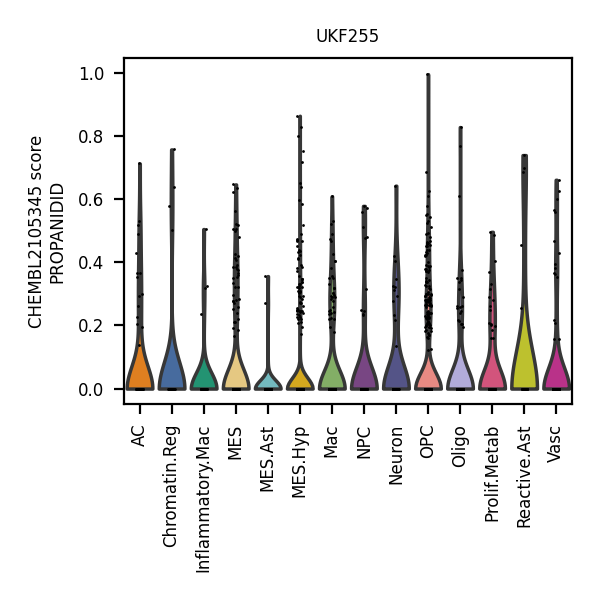 UKF255
CHEMBL2105345 score
PROPANIDID
1.0
0.8
0.6
0.4
0.2
0.0
AC
Chromatin.Reg
Inflammatory.Mac
MES
MES.Ast
MES.Hyp
Mac
NPC
Neuron
OPC
Oligo
Prolif.Metab
Reactive.Ast
Vasc